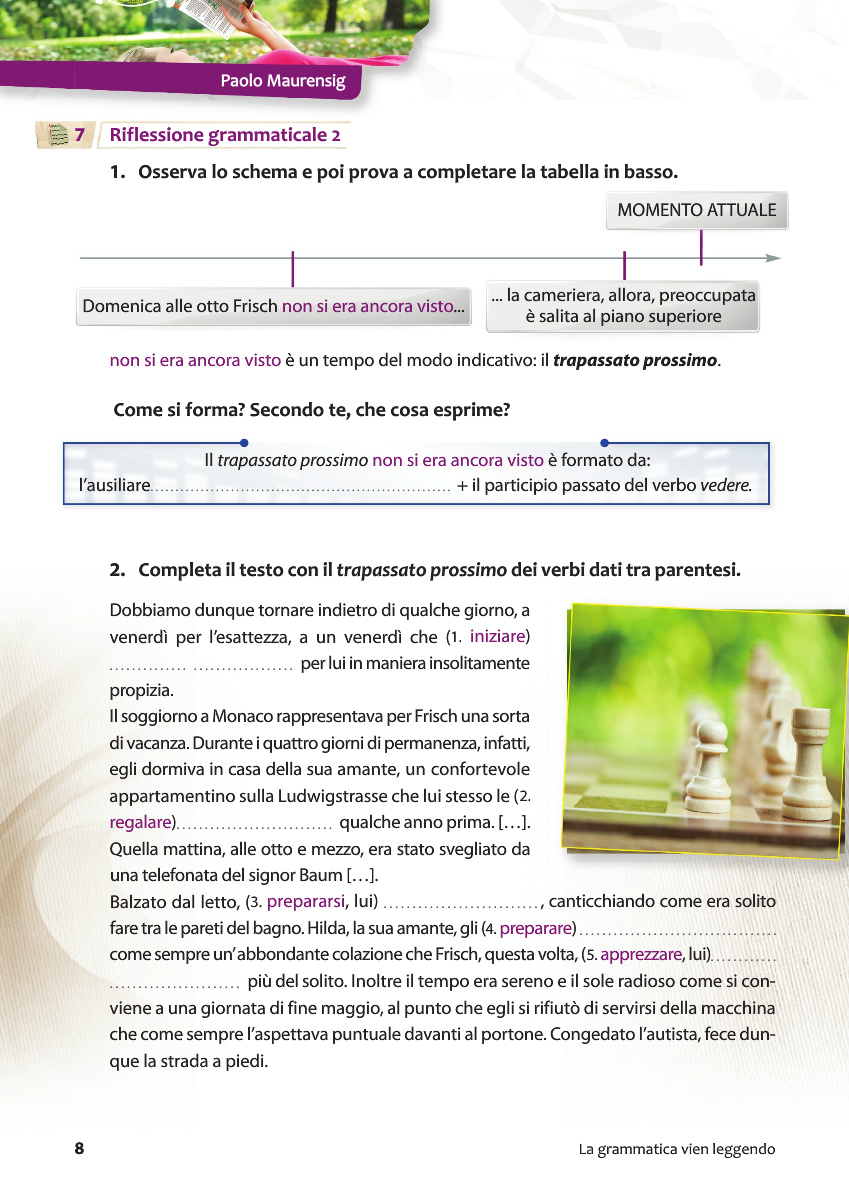 Paolo Maurensig
7 Riflessione grammaticale 2
1. Osserva lo schema e poi prova a completare la tabella in basso.
MOMENTO ATTUALE
Domenica alle otto Frisch non si era ancora visto...
... la cameriera, allora, preoccupata
è salita al piano superiore
non si era ancora visto è un tempo del modo indicativo: il trapassato prossimo.
Come si forma? Secondo te, che cosa esprime?
Il trapassato prossimo non si era ancora visto è formato da:
l'ausiliare............................................................ + il participio passato del verbo vedere.
2. Completa il testo con il trapassato prossimo dei verbi dati tra parentesi.
Dobbiamo dunque tornare indietro di qualche giorno, a
venerdì per l'esattezza, a un venerdì che (1. iniziare)
.............. .................. per lui in maniera insolitamente
propizia.
Il soggiorno a Monaco rappresentava per Frisch una sorta
di vacanza. Durante i quattro giorni di permanenza, infatti,
egli dormiva in casa della sua amante, un confortevole
appartamentino sulla Ludwigstrasse che lui stesso le (2.
regalare)............................ qualche anno prima. […].
Quella mattina, alle otto e mezzo, era stato svegliato da
una telefonata del signor Baum […].
Balzato dal letto, (3. prepararsi, lui) ............................, canticchiando come era solito
fare tra le pareti del bagno. Hilda, la sua amante, gli (4. preparare) ....................................
come sempre un'abbondante colazione che Frisch, questa volta, (5. apprezzare, lui)............
........................ più del solito. Inoltre il tempo era sereno e il sole radioso come si con-
viene a una giornata di fine maggio, al punto che egli si rifiutò di servirsi della macchina
che come sempre l'aspettava puntuale davanti al portone. Congedato l'autista, fece dun-
que la strada a piedi.
8
La grammatica vien leggendo